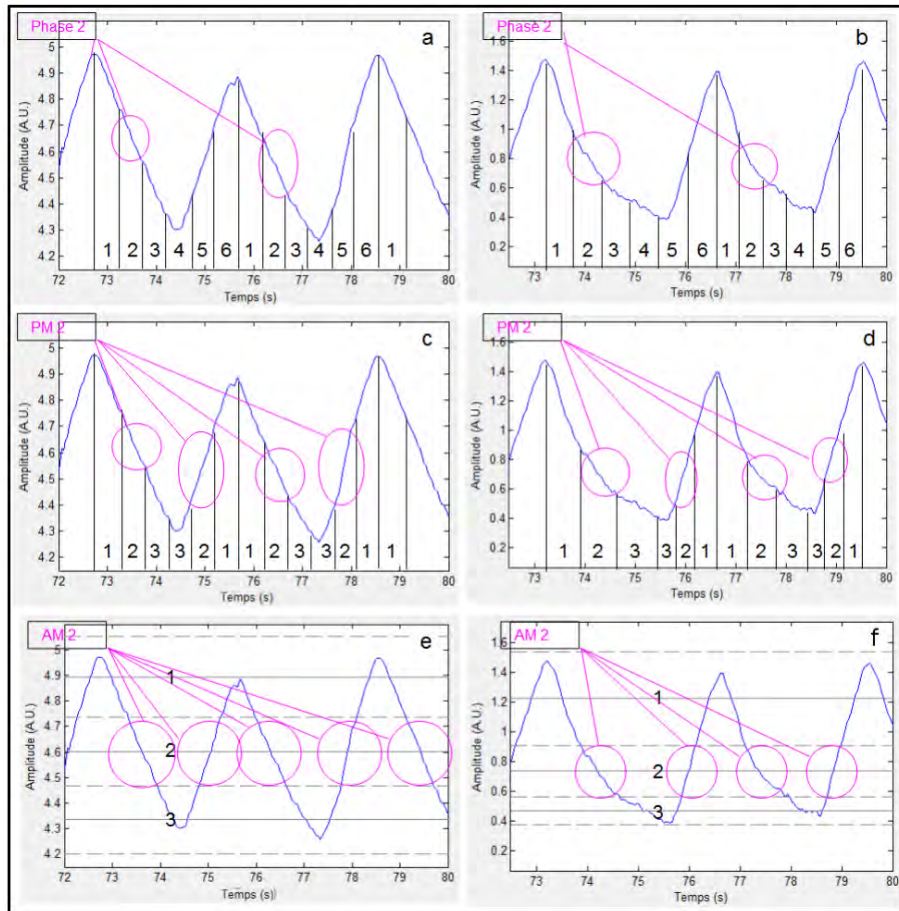 Phase 2
a
Amplitude (A.U.)
5
4.9
4.8
4.7
4.6
4.5
4.4
4.3
4.2
1 2 3 4 5 6 1 2 3 4 5 6 1
72 73 74 75 76 77 78 79 80
Temps (s)
Phase 2
b
Amplitude (A.U.)
1.6
1.4
1.2
1
0.8
0.6
0.4
0.2
1 2 3 4 5 6 1 2 3 4 5 6
73 74 75 76 77 78 79 80
Temps (s)
PM 2
c
Amplitude (A.U.)
5
4.9
4.8
4.7
4.6
4.5
4.4
4.3
4.2
1 2 3 3 2 1 1 2 3 3 2 1 1
72 73 74 75 76 77 78 79 80
Temps (s)
PM 2
d
Amplitude (A.U.)
1.6
1.4
1.2
1
0.8
0.6
0.4
0.2
1 2 3 3 2 1 1 2 3 3 2 1
73 74 75 76 77 78 79 80
Temps (s)
AM 2
e
Amplitude (A.U.)
5
4.9
4.8
4.7
4.6
4.5
4.4
4.3
4.2
1
2
3
72 73 74 75 76 77 78 79 80
Temps (s)
AM 2
f
Amplitude (A.U.)
1.6
1.4
1.2
1
0.8
0.6
0.4
0.2
1
2
3
73 74 75 76 77 78 79 80
Temps (s)